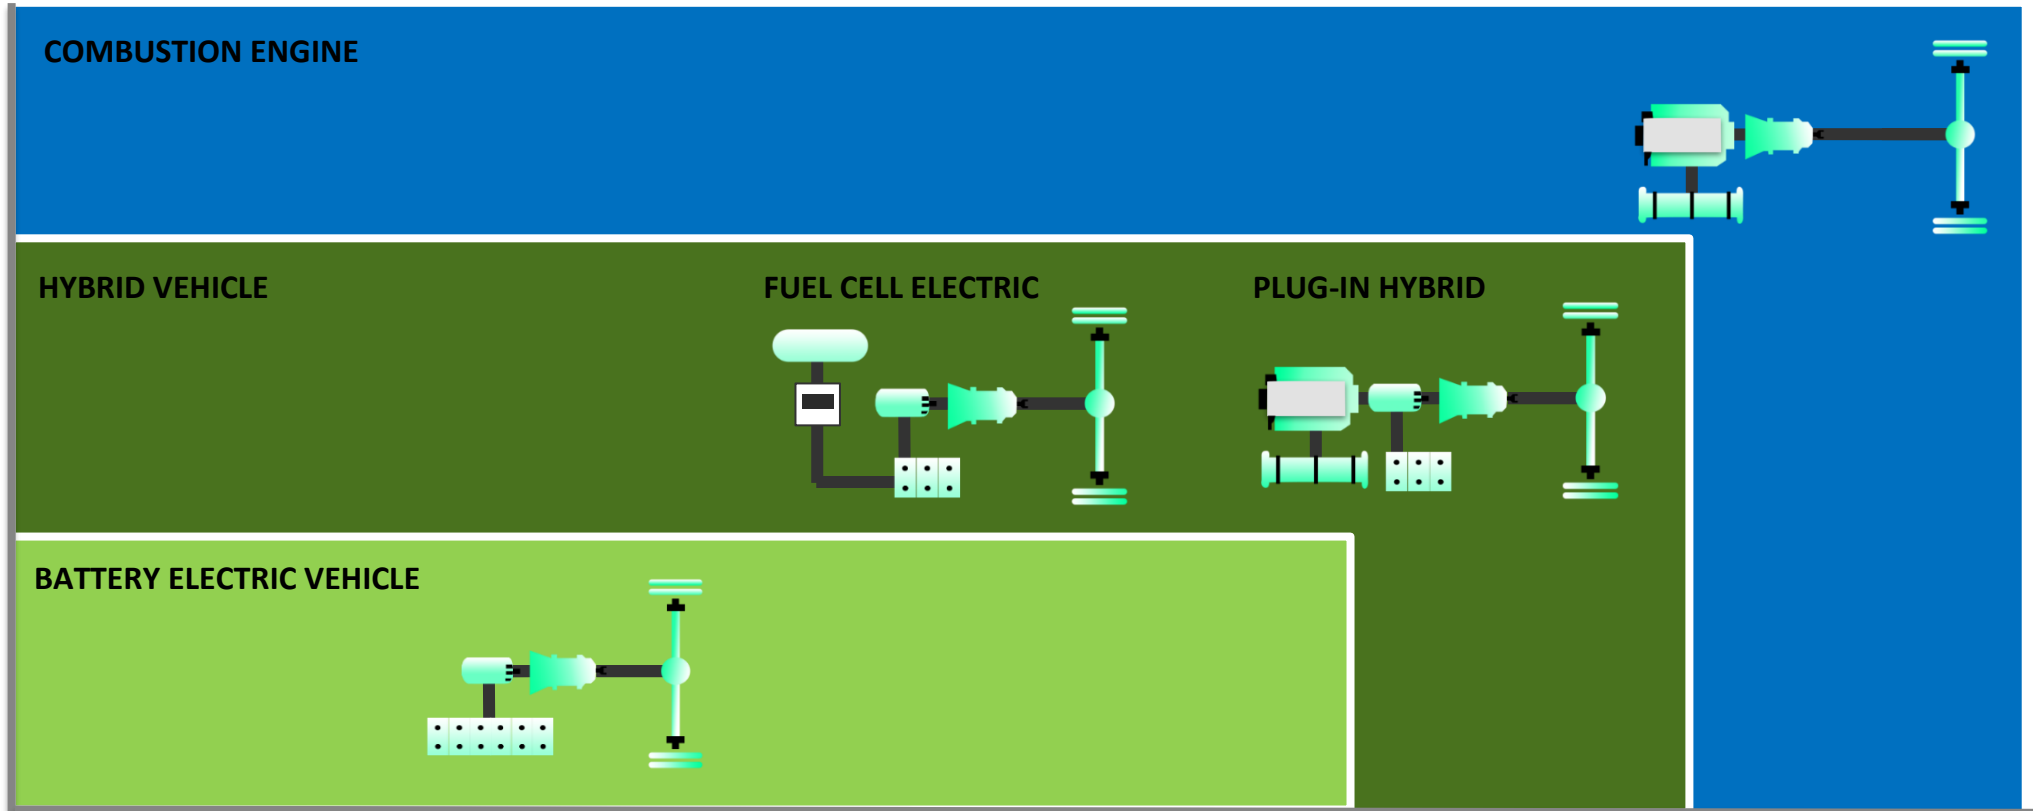 COMBUSTION ENGINE
HYBRID VEHICLE
FUEL CELL ELECTRIC
PLUG-IN HYBRID
BATTERY ELECTRIC VEHICLE